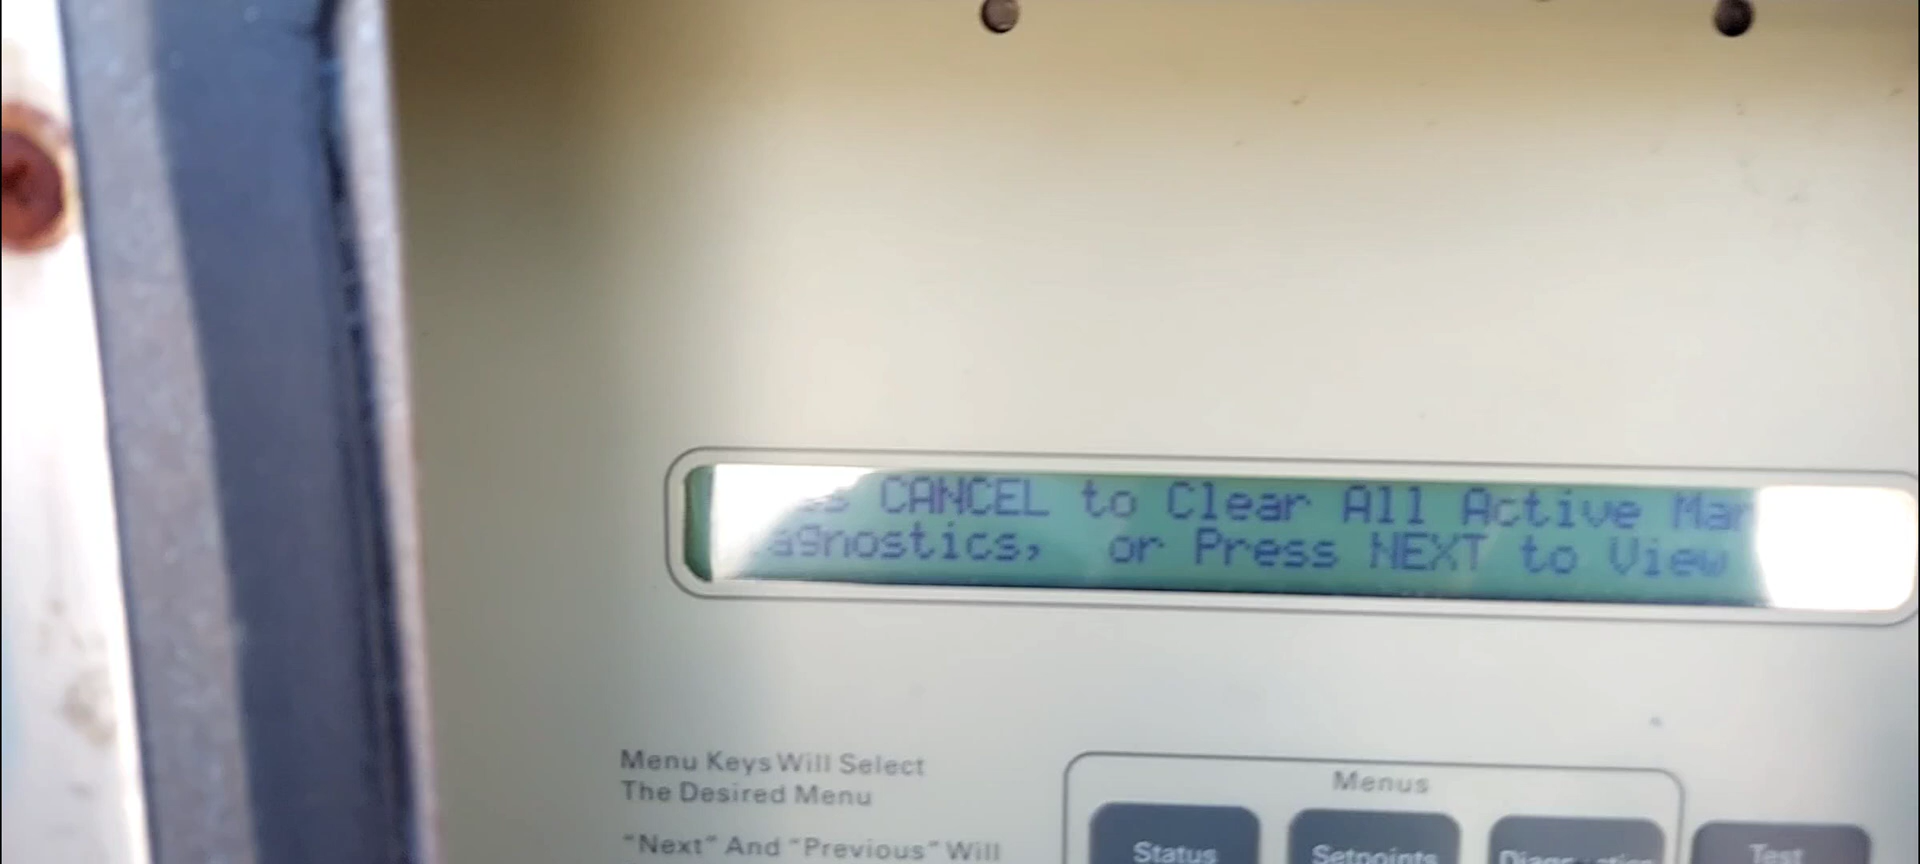 CANCEL to Clear All Active
or Press NEXT to View
Menu Keys Will Select
The Desired Menu
"Next" And "Previous" Will
Menus
Status
Setpoints